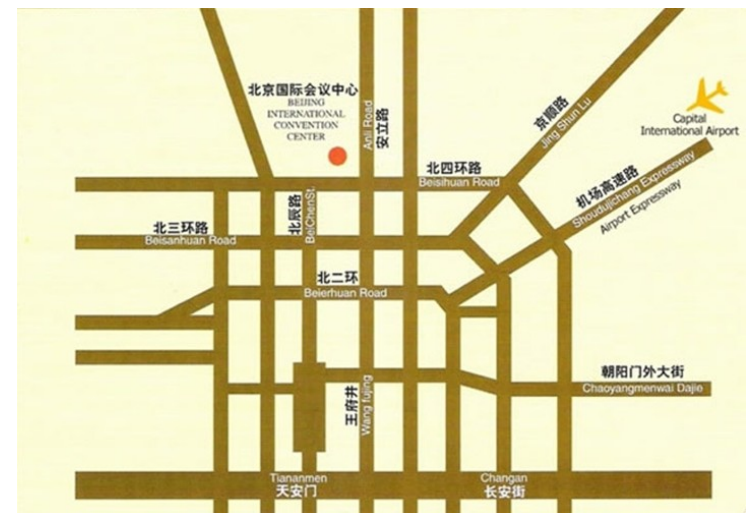 北京国际会议中心
BEIJING
INTERNATIONAL
CONVENTION
CENTER
Anli Road
安立路
京顺路
Jing Shun Lu
Capital
International Airport
北四环路
Beisihuan Road
机场高速路
Shoudujichang Expressway
Airport Expressway
北辰路
BeiChenSt.
北三环路
Beisanhuan Road
北二环
Beierhuan Road
朝阳门外大街
Chaoyangmenwai Dajie
王府井
Wang fujing
Tiananmen
天安门
Changan
长安街